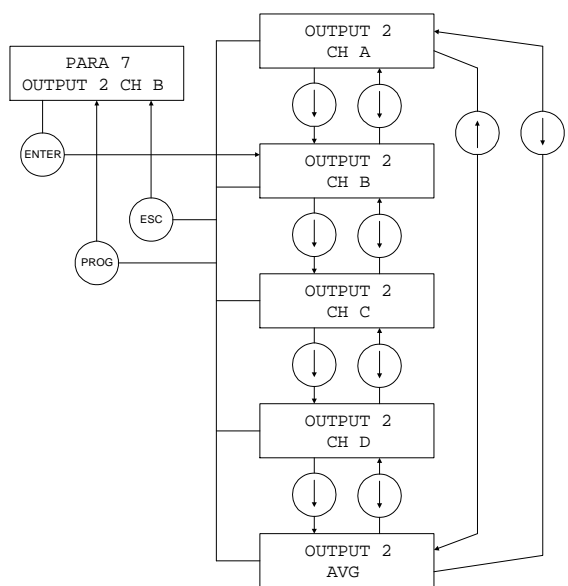 OUTPUT 2
CH A
PARA 7
OUTPUT 2 CH B
ENTER
OUTPUT 2
CH B
ESC
PROG
OUTPUT 2
CH C
OUTPUT 2
CH D
OUTPUT 2
AVG